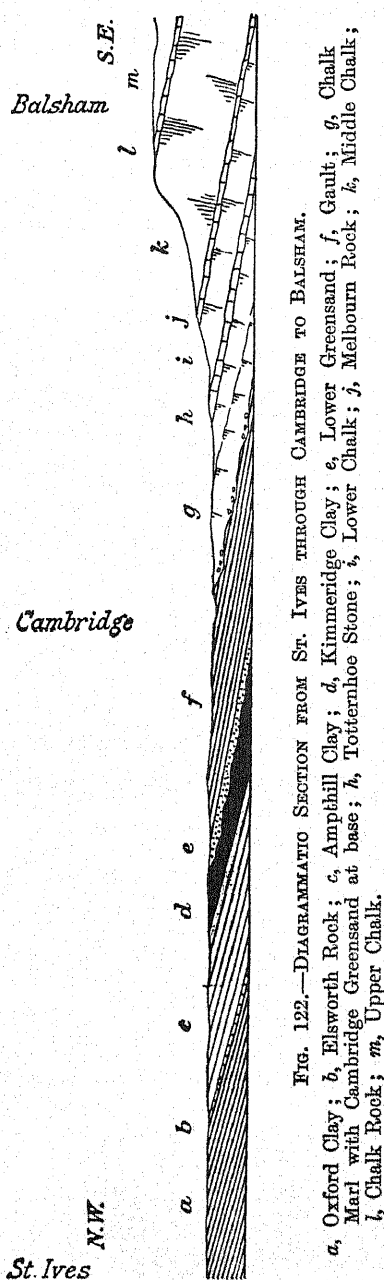 St. Ives
N.W.
a b e d e f g h i j k l m
Cambridge
Balsham
S.E.
FIG. 122.—DIAGRAMMATIC SECTION FROM ST. IVES THROUGH CAMBRIDGE TO BALSHAM.
a, Oxford Clay; b, Elsworth Rock; c, Ampthill Clay; d, Kimmeridge Clay; e, Lower Greensand; f, Gault; g, Chalk
Marl with Cambridge Greensand at base; h, Totternhoe Stone; i, Lower Chalk; j, Melbourn Rock; k, Middle Chalk;
l, Chalk Rock; m, Upper Chalk.